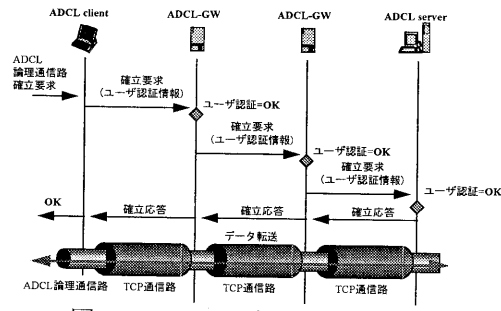 ADCL client
ADCL-GW
ADCL-GW
ADCL server
ADCL
論理通信路
確立要求
確立要求
(ユーザ認証情報)
ユーザ認証=OK
確立要求
(ユーザ認証情報)
ユーザ認証=OK
確立要求
(ユーザ認証情報)
ユーザ認証=OK
OK
確立応答
確立応答
確立応答
データ転送
ADCL論理通信路
TCP通信路
TCP通信路
TCP通信路